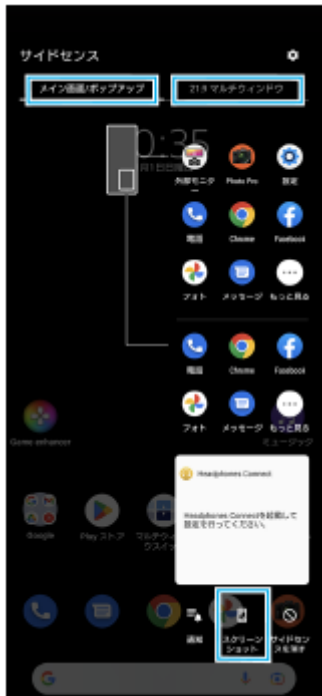 サイドセンス
メイン画面/ポップアップ
21:9 マルチウィンドウ
0:35
外部モニター
Photo Pro
設定
電話
Chrome
Facebook
フォト
メッセージ
もっと見る
電話
Chrome
Facebook
フォト
メッセージ
もっと見る
Game enhancer
ミュージック
Headphones Connect
Headphones Connectを起動して
設定を行ってください。
Google
Play ストア
通知
スクリーン
ショット
サイドセン
スを隠す